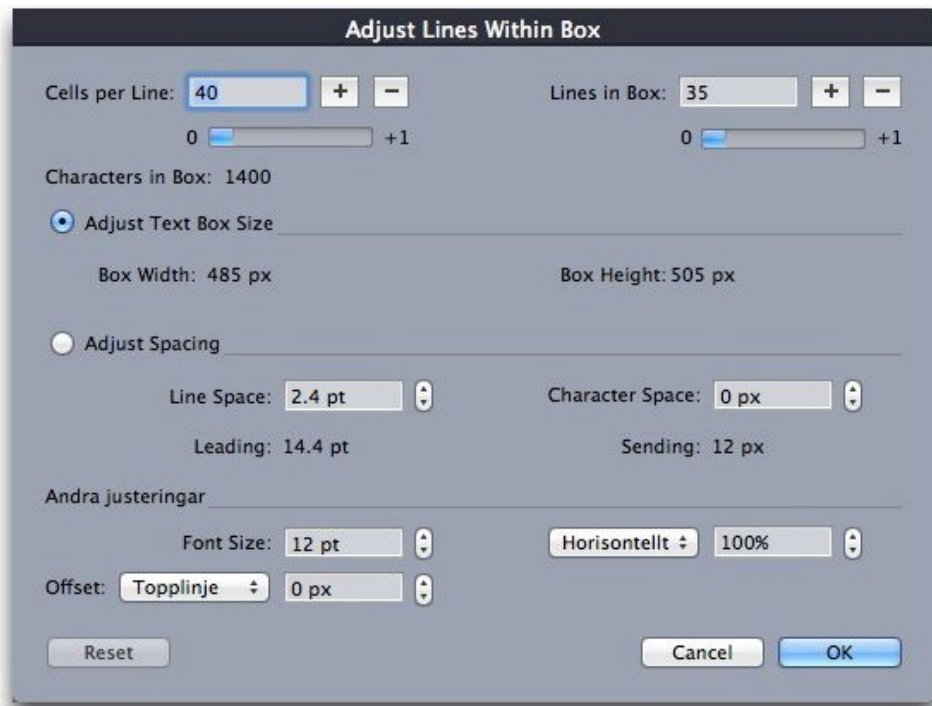 Adjust Lines Within Box
Cells per Line: 40 + − Lines in Box: 35 + −
0 +1 0 +1
Characters in Box: 1400
Adjust Text Box Size
Box Width: 485 px Box Height: 505 px
Adjust Spacing
Line Space: 2.4 pt Character Space: 0 px
Leading: 14.4 pt Sending: 12 px
Andra justeringar
Font Size: 12 pt Horisontellt 100%
Offset: Topplinje 0 px
Reset Cancel OK